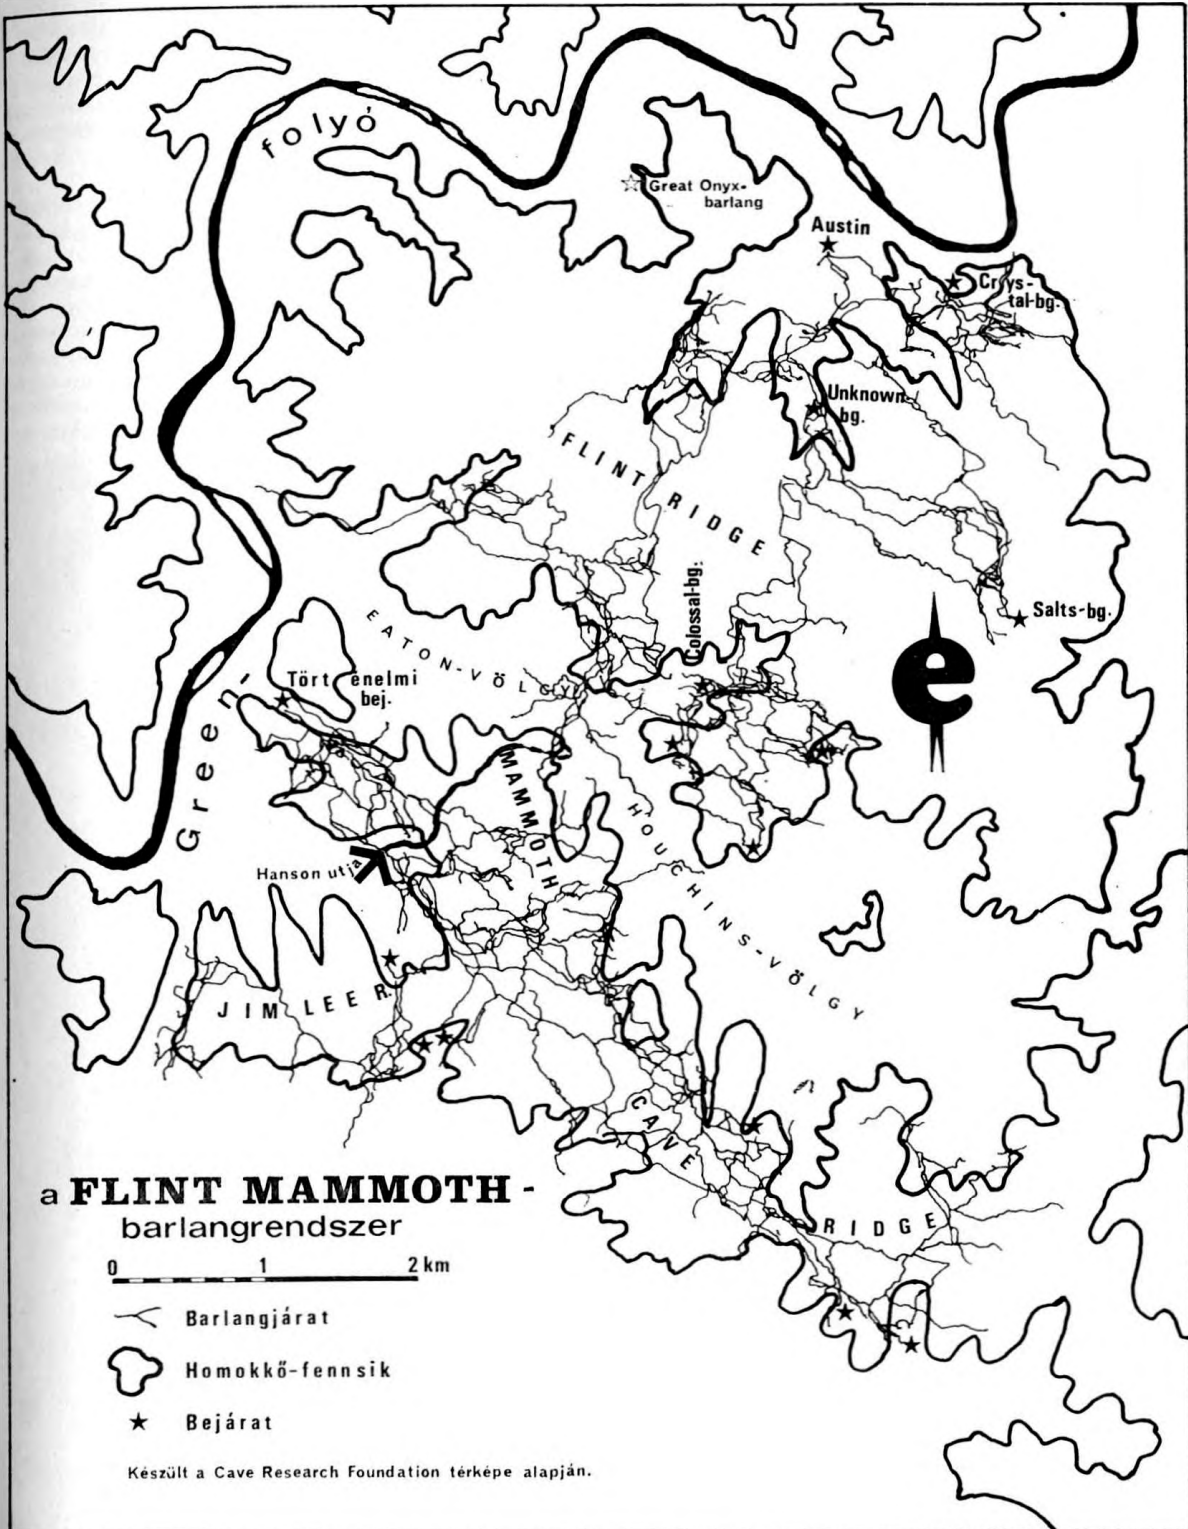 Green-
folyó
Great Onyx-
barlang
Austin
Crys-
tal-bg.
Unknown-
bg.
FLINT RIDGE
Colossal-bg.
Salts-bg.
e
EATON-VÖLGY
Történelmi
bej.
MAMMOTH
CAVE
RIDGE
HOUCHINS-VÖLGY
Hanson utja
JIM LEE R.
a FLINT MAMMOTH-
barlangrendszer
0 1 2 km
Barlangjárat
Homokkő-fennsik
Bejárat
Készült a Cave Research Foundation térképe alapján.